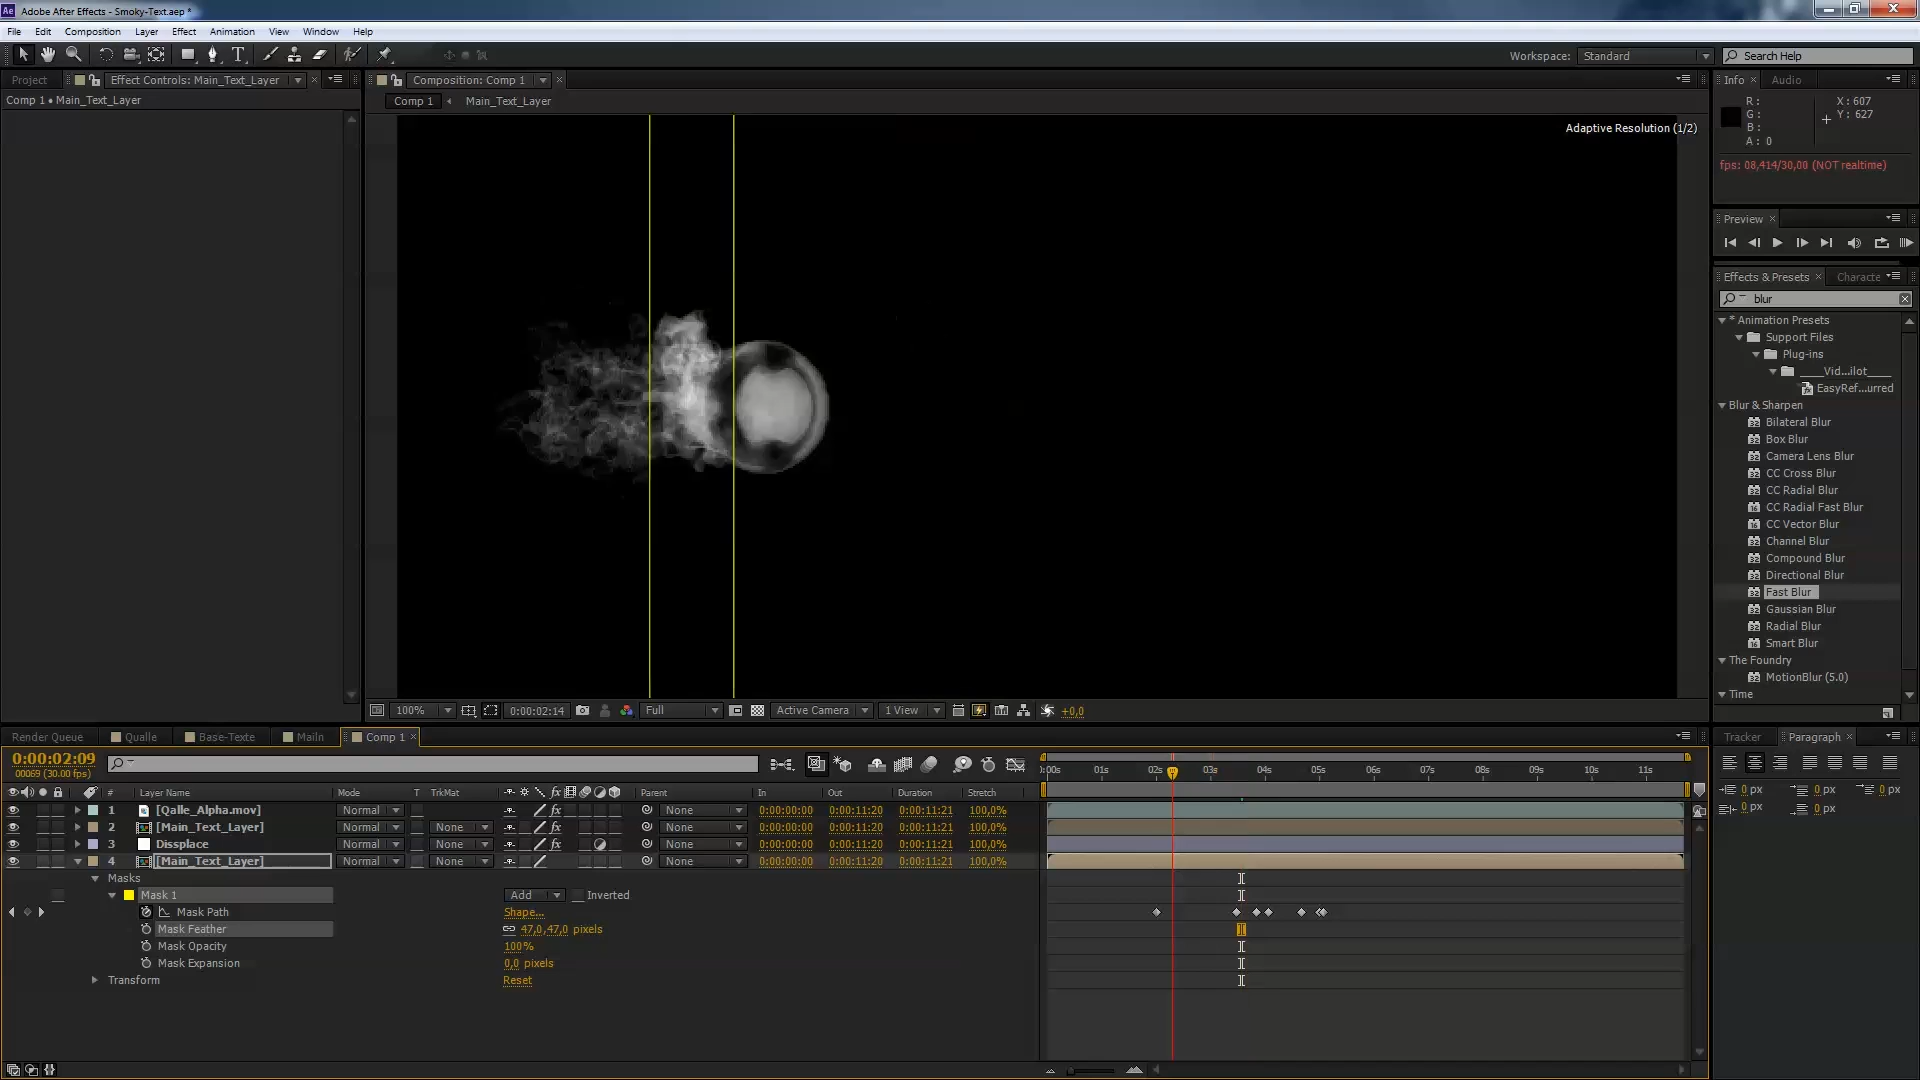 Adobe After Effects - Smoky-Text.aep *
File Edit Composition Layer Effect Animation View Window Help
Workspace: Standard Search Help
Project Effect Controls: Main_Text_Layer Composition: Comp 1 Info Audio
Comp 1 • Main_Text_Layer
Comp 1 Main_Text_Layer
R: X: 607
G: Y: 627
B:
A: 0
Adaptive Resolution (1/2)
fps: 08,414/30,00 (NOT realtime)
Preview
Effects & Presets Characte
blur
* Animation Presets
Support Files
Plug-ins
____Vid...ilot____
EasyRef...urred
Blur & Sharpen
Bilateral Blur
Box Blur
Camera Lens Blur
CC Cross Blur
CC Radial Blur
CC Radial Fast Blur
CC Vector Blur
Channel Blur
Compound Blur
Directional Blur
Fast Blur
Gaussian Blur
Radial Blur
Smart Blur
The Foundry
MotionBlur (5.0)
Time
100% 0:00:02:14 Full Active Camera 1 View +0,0
Render Queue Qualle Base-Texte Mailn Comp 1 Tracker Paragraph
0:00:02:09
00069 (30.00 fps)
0:00s 01s 02s 03s 04s 05s 06s 07s 08s 09s 10s 11s
# Layer Name Mode T TrkMat Parent In Out Duration Stretch
0 px 0 px 0 px
0 px 0 px
1 [Qalle_Alpha.mov] Normal None 0:00:00:00 0:00:11:20 0:00:11:21 100,0%
2 [Main_Text_Layer] Normal None None 0:00:00:00 0:00:11:20 0:00:11:21 100,0%
3 Dissplace Normal None None 0:00:00:00 0:00:11:20 0:00:11:21 100,0%
4 [Main_Text_Layer] Normal None None 0:00:00:00 0:00:11:20 0:00:11:21 100,0%
Masks
Mask 1 Add Inverted
Mask Path Shape...
Mask Feather 47,0,47,0 pixels
Mask Opacity 100%
Mask Expansion 0,0 pixels
Transform Reset